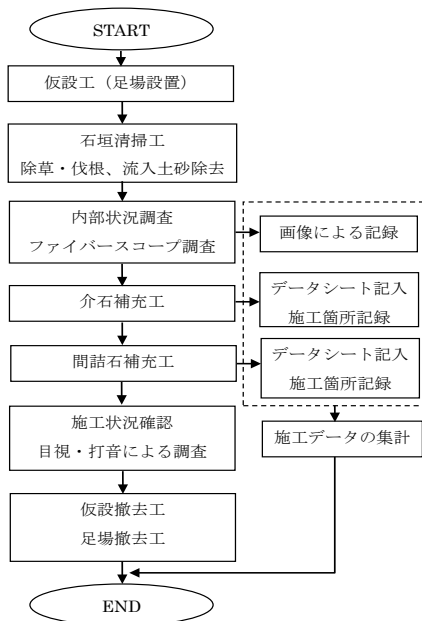 START
仮設工（足場設置）
石垣清掃工
除草・伐根、流入土砂除去
内部状況調査
ファイバースコープ調査
画像による記録
介石補充工
データシート記入
施工箇所記録
間詰石補充工
データシート記入
施工箇所記録
施工状況確認
目視・打音による調査
施工データの集計
仮設撤去工
足場撤去工
END